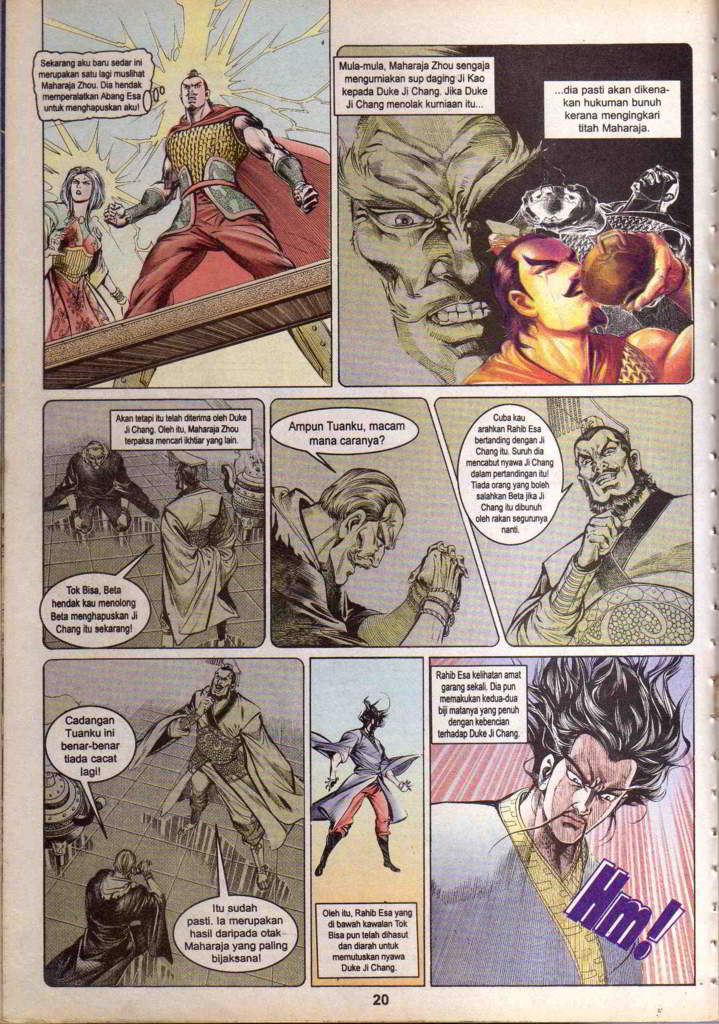 Sekarang aku baru sedar ini
merupakan satu lagi muslihat
Maharaja Zhou. Dia hendak
memperalatkan Abang Esa
untuk menghapuskan aku!
Mula-mula, Maharaja Zhou sengaja
mengurniakan sup daging Ji Kao
kepada Duke Ji Chang. Jika Duke
Ji Chang menolak kurniaan itu...
...dia pasti akan dikena-
kan hukuman bunuh
kerana mengingkari
titah Maharaja.
Akan tetapi itu telah diterima oleh Duke
Ji Chang. Oleh itu, Maharaja Zhou
terpaksa mencari ikhtiar yang lain.
Tok Bisa, Beta
hendak kau menolong
Beta menghapuskan Ji
Chang itu sekarang!
Ampun Tuanku, macam
mana caranya?
Cuba kau
arahkan Rahib Esa
bertanding dengan Ji
Chang itu. Suruh dia
mencabut nyawa Ji Chang
dalam pertandingan itu!
Tiada orang yang boleh
salahkan Beta jika Ji
Chang itu dibunuh
oleh rakan segurunya
nanti.
Cadangan
Tuanku ini
benar-benar
tiada cacat
lagi!
Itu sudah
pasti. Ia merupakan
hasil daripada otak
Maharaja yang paling
bijaksana!
Oleh itu, Rahib Esa yang
di bawah kawalan Tok
Bisa pun telah dihasut
dan diarah untuk
memutuskan nyawa
Duke Ji Chang.
Rahib Esa kelihatan amat
garang sekali. Dia pun
memakukan kedua-dua
biji matanya yang penuh
dengan kebencian
terhadap Duke Ji Chang.
Hm!
20